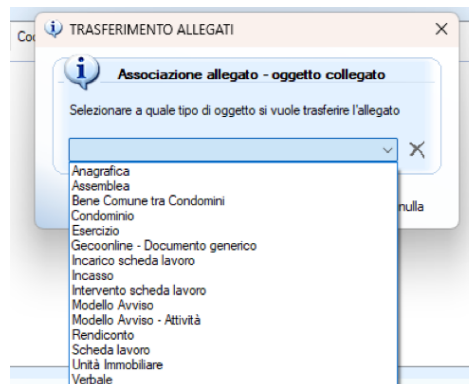 TRASFERIMENTO ALLEGATI
Associazione allegato - oggetto collegato
Selezionare a quale tipo di oggetto si vuole trasferire l'allegato
Anagrafica
Assemblea
Bene Comune tra Condomini
Condominio
Esercizio
Gecoonline - Documento generico
Incarico scheda lavoro
Incasso
Intervento scheda lavoro
Modello Avviso
Modello Avviso - Attività
Rendiconto
Scheda lavoro
Unità Immobiliare
Verbale